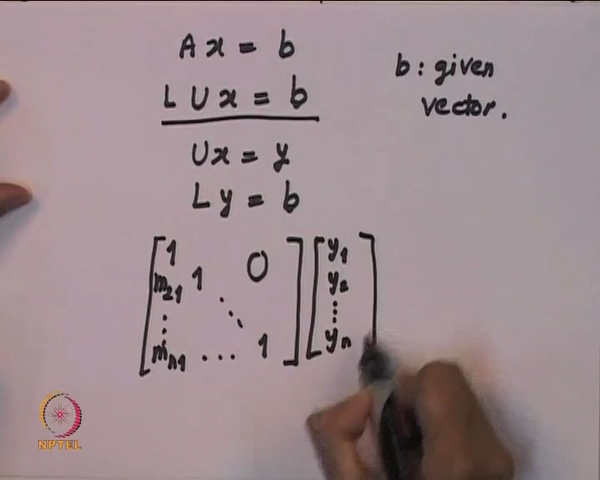 Ax = b
LUx = b
b : given
vector.
Ux = y
Ly = b
1 0 y1
m21 1 y2
⋮ ⋱ ⋮
mn1 ... 1 yn
NPTEL